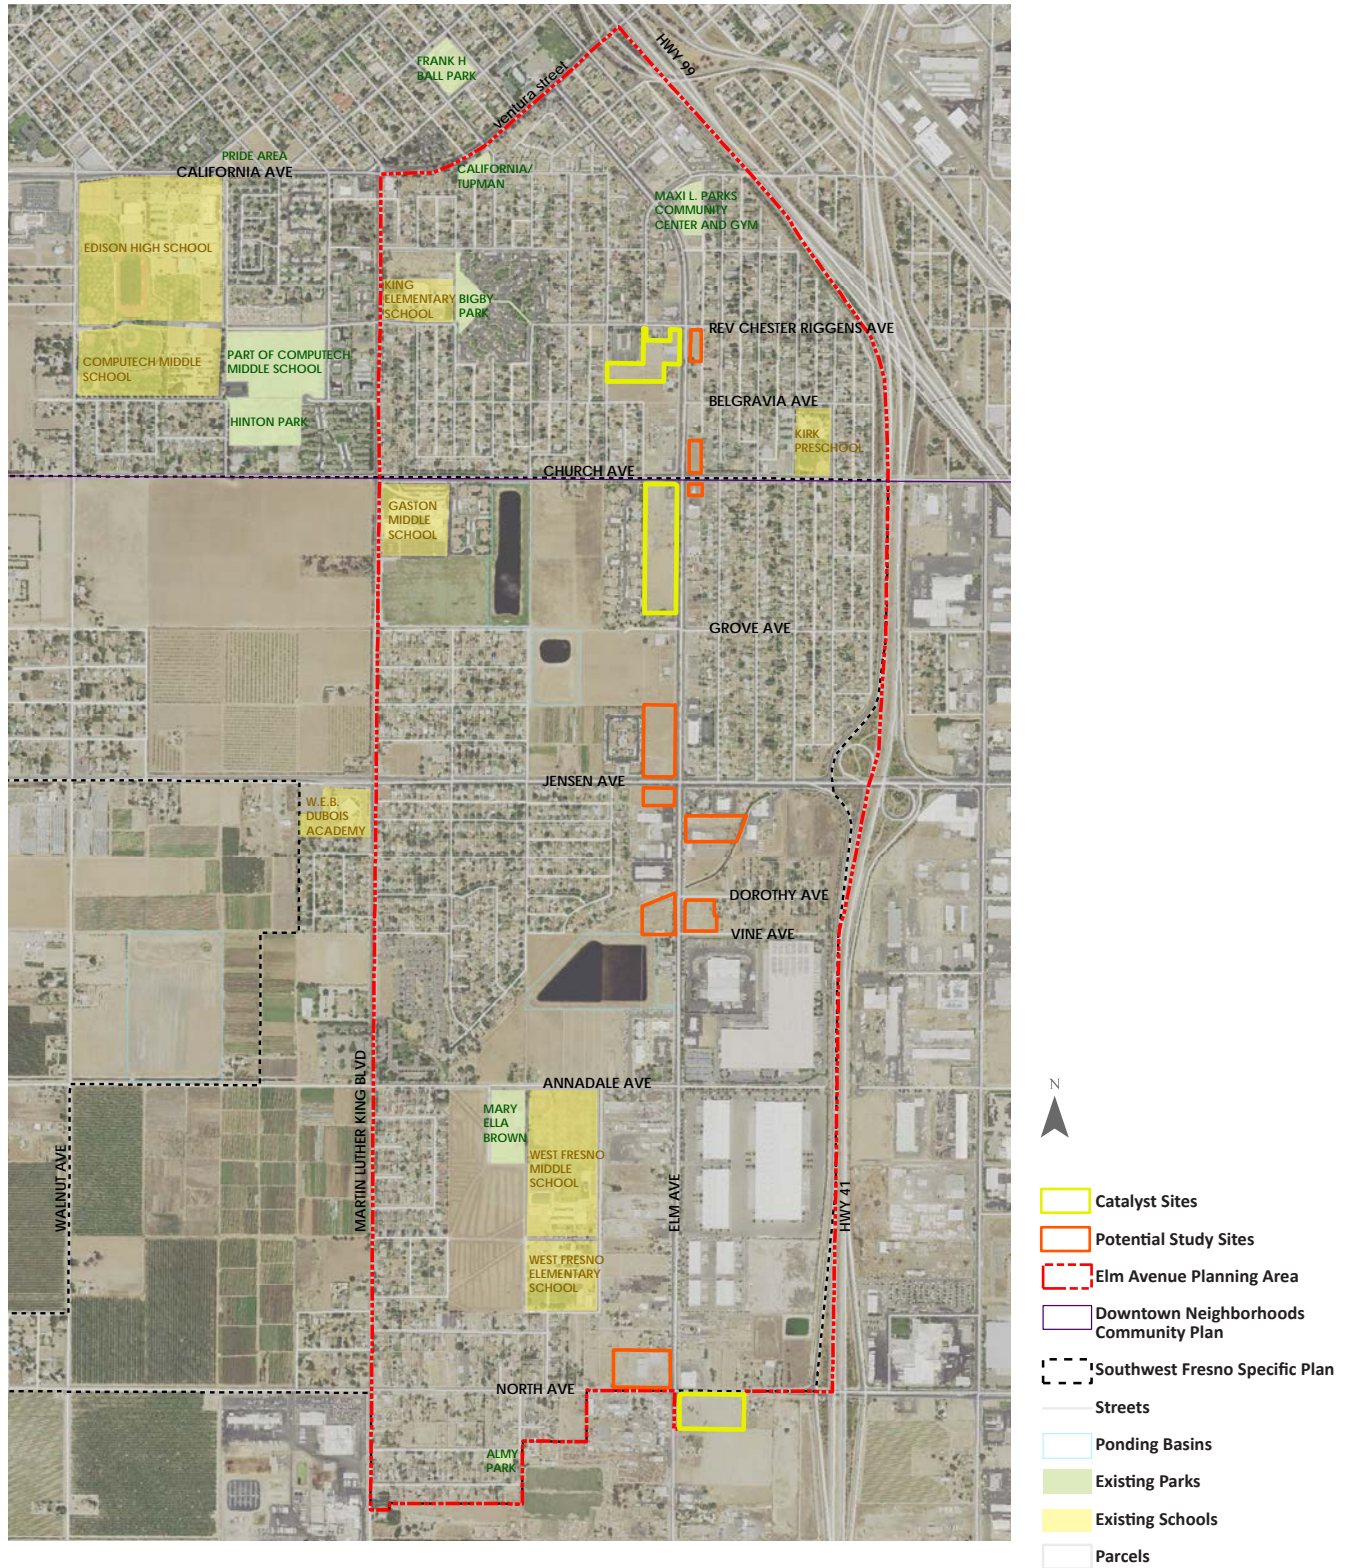 HWY 99
FRANK H
BALL PARK
Ventura street
PRIDE AREA
CALIFORNIA AVE
CALIFORNIA/
TUPMAN
MAXI L. PARKS
COMMUNITY
CENTER AND GYM
EDISON HIGH SCHOOL
KING
ELEMENTARY
SCHOOL
BIGBY
PARK
REV CHESTER RIGGENS AVE
COMPUTECH MIDDLE
SCHOOL
PART OF COMPUTECH
MIDDLE SCHOOL
BELGRAVIA AVE
HINTON PARK
KIRK
PRESCHOOL
CHURCH AVE
GASTON
MIDDLE
SCHOOL
GROVE AVE
JENSEN AVE
W.E.B.
DUBOIS
ACADEMY
DOROTHY AVE
VINE AVE
ANNADALE AVE
MARTIN LUTHER KING BLVD
MARY
ELLA
BROWN
WEST FRESNO
MIDDLE
SCHOOL
WALNUT AVE
ELM AVE
HWY 41
WEST FRESNO
ELEMENTARY
SCHOOL
NORTH AVE
ALMY
PARK
N
Catalyst Sites
Potential Study Sites
Elm Avenue Planning Area
Downtown Neighborhoods
Community Plan
Southwest Fresno Specific Plan
Streets
Ponding Basins
Existing Parks
Existing Schools
Parcels